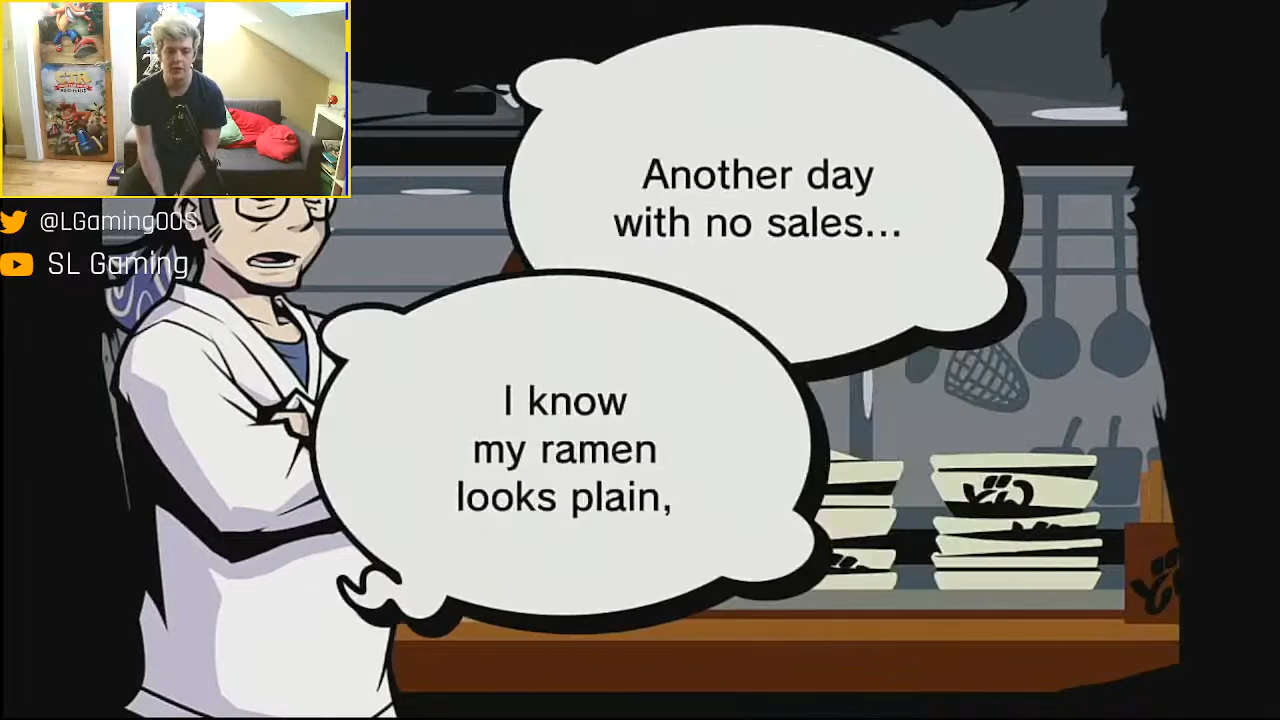 @LGaming00S
SL Gaming
Another day
with no sales...
I know
my ramen
looks plain,